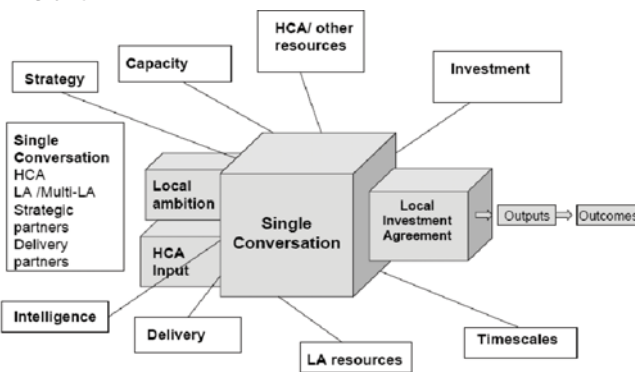 HCA/ other
resources
Capacity
Investment
Strategy
Single
Conversation
HCA
LA /Multi-LA
Strategic
partners
Delivery
partners
Local
ambition
HCA
Input
Single
Conversation
Local
Investment
Agreement
Outputs
Outcomes
Intelligence
Delivery
LA resources
Timescales